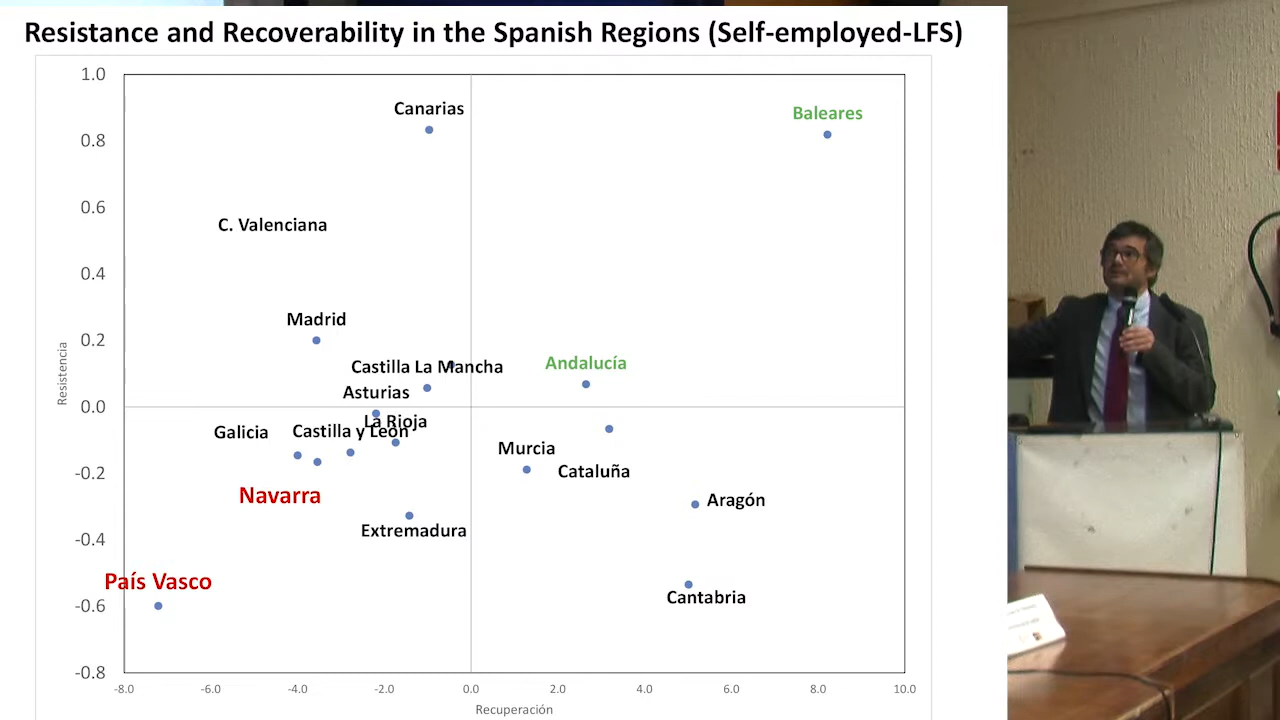 Resistance and Recoverability in the Spanish Regions (Self-employed-LFS)
1.0
0.8
0.6
0.4
0.2
0.0
-0.2
-0.4
-0.6
-0.8
Resistencia
Canarias
Baleares
C. Valenciana
Madrid
Castilla La Mancha
Andalucía
Asturias
La Rioja
Galicia
Castilla y León
Murcia
Cataluña
Navarra
Aragón
Extremadura
País Vasco
Cantabria
-8.0 -6.0 -4.0 -2.0 0.0 2.0 4.0 6.0 8.0 10.0
Recuperación